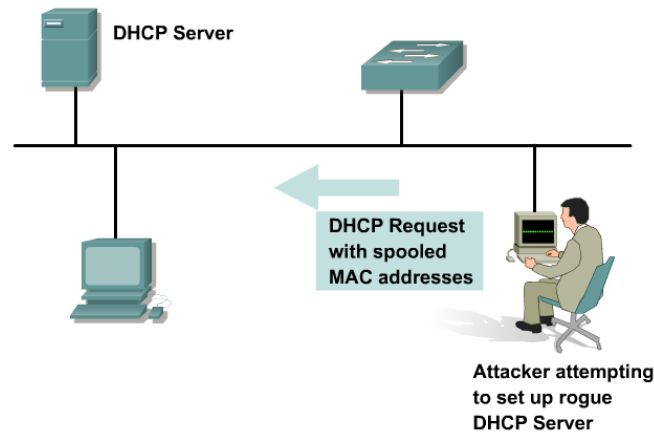 DHCP Server
DHCP Request
with spooled
MAC addresses
Attacker attempting
to set up rogue
DHCP Server